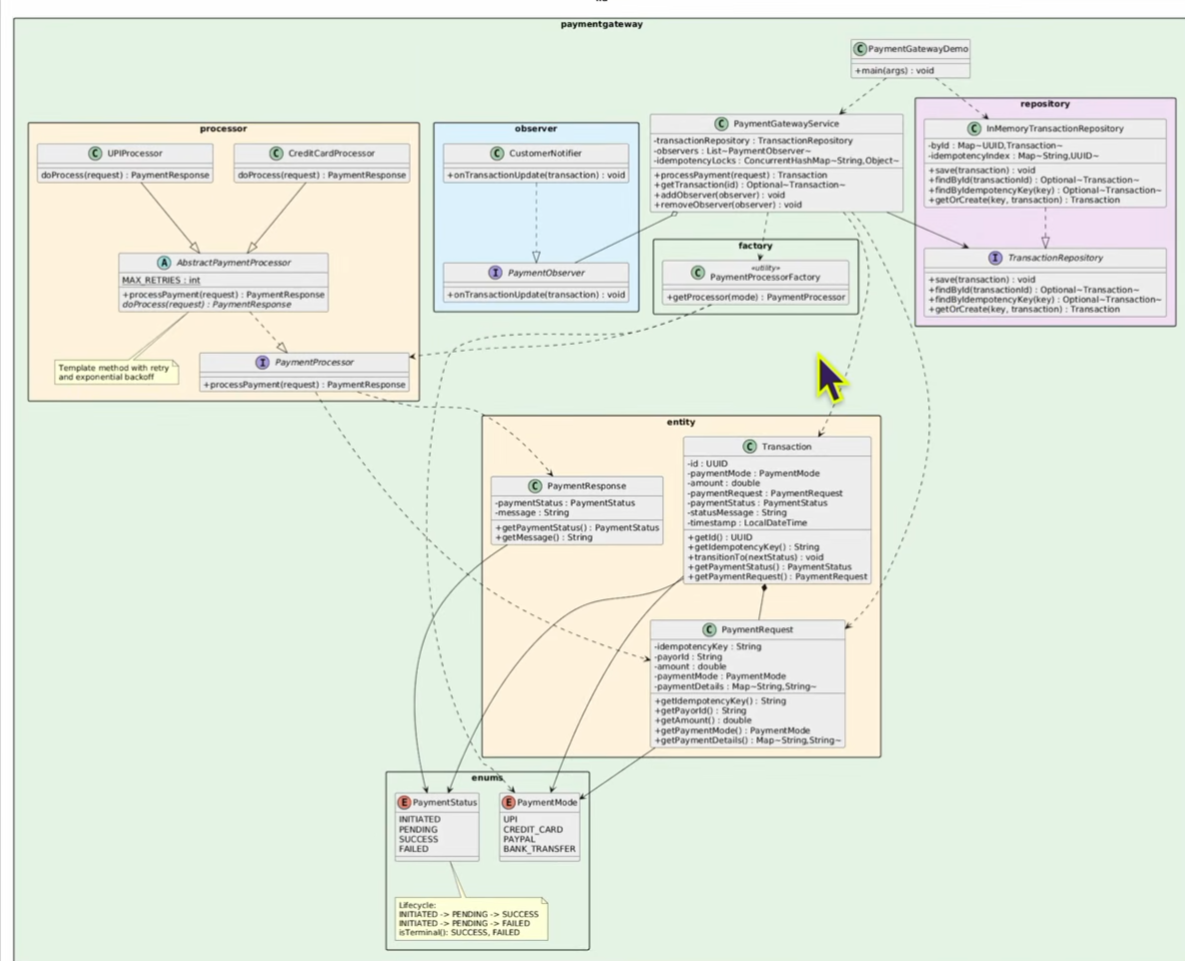 paymentgateway
C PaymentGatewayDemo
+main(args) : void
processor
C UPIProcessor
doProcess(request) : PaymentResponse
C CreditCardProcessor
doProcess(request) : PaymentResponse
A AbstractPaymentProcessor
MAX_RETRIES : int
+processPayment(request) : PaymentResponse
doProcess(request) : PaymentResponse
Template method with retry
and exponential backoff
I PaymentProcessor
+processPayment(request) : PaymentResponse
observer
C CustomerNotifier
+onTransactionUpdate(transaction) : void
I PaymentObserver
+onTransactionUpdate(transaction) : void
C PaymentGatewayService
-transactionRepository : TransactionRepository
-observers : List~PaymentObserver~
-idempotencyLocks : ConcurrentHashMap~String,Object~
+processPayment(request) : Transaction
+getTransaction(id) : Optional~Transaction~
+addObserver(observer) : void
+removeObserver(observer) : void
factory
«utility»
C PaymentProcessorFactory
+getProcessor(mode) : PaymentProcessor
repository
C InMemoryTransactionRepository
-byId : Map~UUID,Transaction~
-idempotencyIndex : Map~String,UUID~
+save(transaction) : void
+findById(transactionId) : Optional~Transaction~
+findByIdempotencyKey(key) : Optional~Transaction~
+getOrCreate(key, transaction) : Transaction
I TransactionRepository
+save(transaction) : void
+findById(transactionId) : Optional~Transaction~
+findByIdempotencyKey(key) : Optional~Transaction~
+getOrCreate(key, transaction) : Transaction
entity
C Transaction
-id : UUID
-paymentMode : PaymentMode
-amount : double
-paymentRequest : PaymentRequest
-paymentStatus : PaymentStatus
-statusMessage : String
-timestamp : LocalDateTime
+getId() : UUID
+getIdempotencyKey() : String
+transitionTo(nextStatus) : void
+getPaymentStatus() : PaymentStatus
+getPaymentRequest() : PaymentRequest
C PaymentResponse
-paymentStatus : PaymentStatus
-message : String
+getPaymentStatus() : PaymentStatus
+getMessage() : String
C PaymentRequest
-idempotencyKey : String
-payorId : String
-amount : double
-paymentMode : PaymentMode
-paymentDetails : Map~String,String~
+getIdempotencyKey() : String
+getPayorId() : String
+getAmount() : double
+getPaymentMode() : PaymentMode
+getPaymentDetails() : Map~String,String~
enums
E PaymentStatus
INITIATED
PENDING
SUCCESS
FAILED
E PaymentMode
UPI
CREDIT_CARD
PAYPAL
BANK_TRANSFER
Lifecycle:
INITIATED -> PENDING -> SUCCESS
INITIATED -> PENDING -> FAILED
isTerminal(): SUCCESS, FAILED